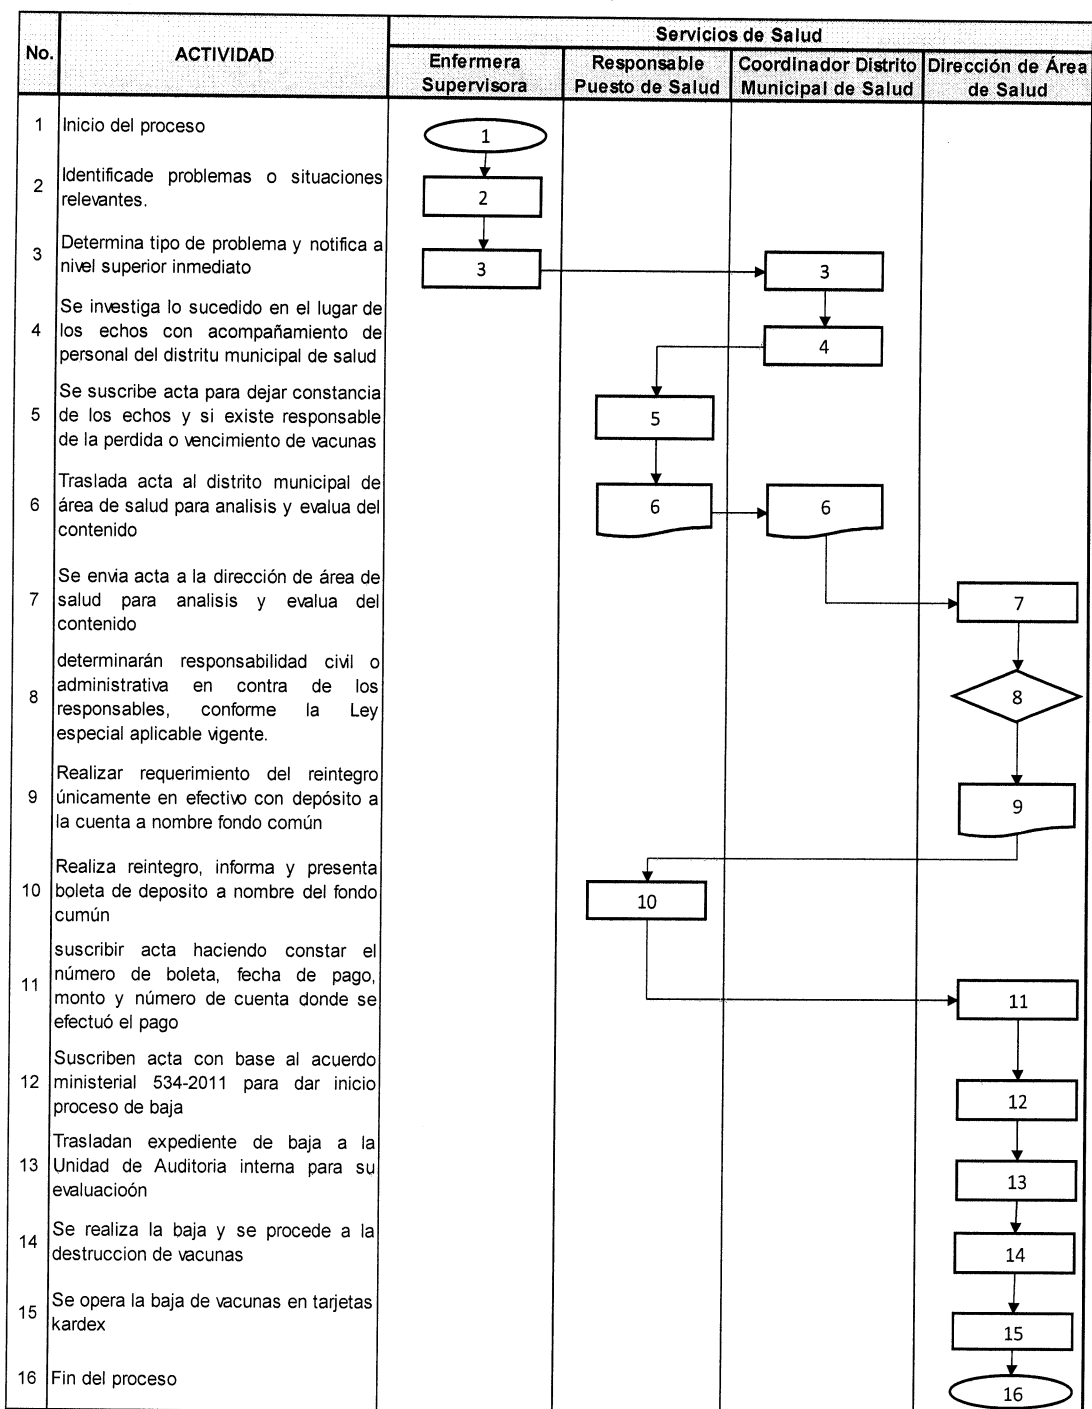 Servicios de Salud
No.
ACTIVIDAD
Enfermera
Supervisora
Responsable
Puesto de Salud
Coordinador Distrito
Municipal de Salud
Dirección de Área
de Salud
1
Inicio del proceso
1
2
Identificade problemas o situaciones
relevantes.
2
3
Determina tipo de problema y notifica a
nivel superior inmediato
3
3
4
Se investiga lo sucedido en el lugar de
los echos con acompañamiento de
personal del distritu municipal de salud
4
5
Se suscribe acta para dejar constancia
de los echos y si existe responsable
de la perdida o vencimiento de vacunas
5
6
Traslada acta al distrito municipal de
área de salud para analisis y evalua del
contenido
6
6
7
Se envia acta a la dirección de área de
salud para analisis y evalua del
contenido
7
8
determinarán responsabilidad civil o
administrativa en contra de los
responsables, conforme la Ley
especial aplicable vigente.
8
9
Realizar requerimiento del reintegro
únicamente en efectivo con depósito a
la cuenta a nombre fondo común
9
10
Realiza reintegro, informa y presenta
boleta de deposito a nombre del fondo
cumún
10
11
suscribir acta haciendo constar el
número de boleta, fecha de pago,
monto y número de cuenta donde se
efectuó el pago
11
12
Suscriben acta con base al acuerdo
ministerial 534-2011 para dar inicio
proceso de baja
12
13
Trasladan expediente de baja a la
Unidad de Auditoria interna para su
evaluacioón
13
14
Se realiza la baja y se procede a la
destruccion de vacunas
14
15
Se opera la baja de vacunas en tarjetas
kardex
15
16
Fin del proceso
16